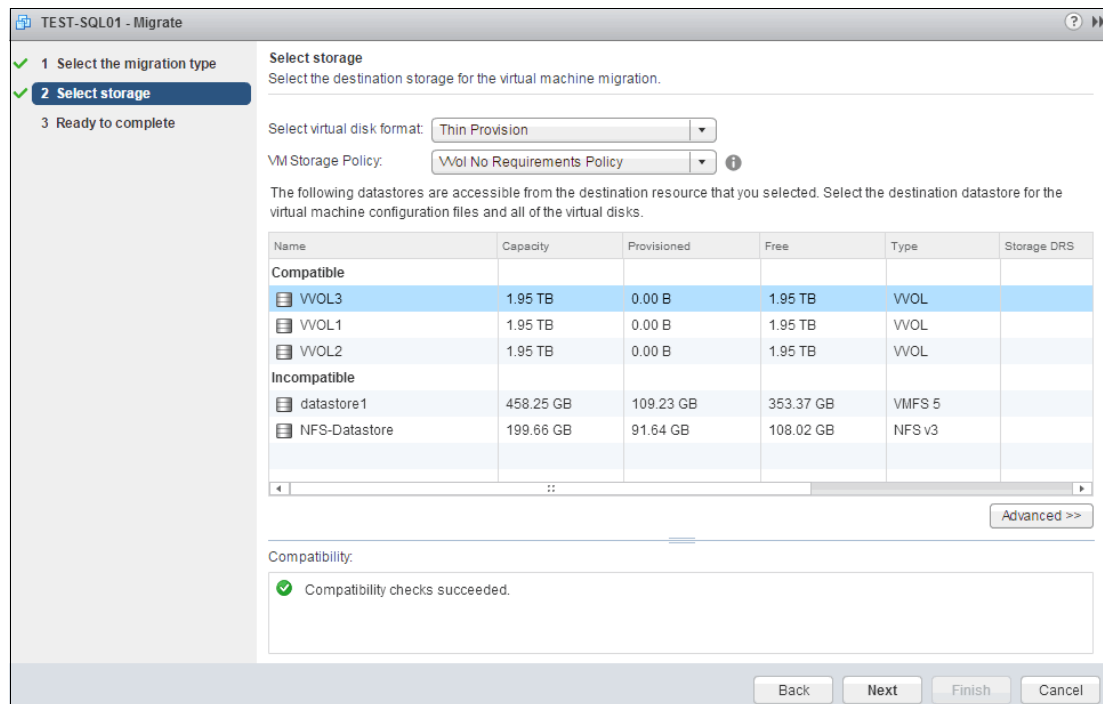 TEST-SQL01 - Migrate
?
1 Select the migration type
2 Select storage
3 Ready to complete
Select storage
Select the destination storage for the virtual machine migration.
Select virtual disk format: Thin Provision
VM Storage Policy: VVol No Requirements Policy
The following datastores are accessible from the destination resource that you selected. Select the destination datastore for the
virtual machine configuration files and all of the virtual disks.
Name Capacity Provisioned Free Type Storage DRS
Compatible
VVOL3 1.95 TB 0.00 B 1.95 TB VVOL
VVOL1 1.95 TB 0.00 B 1.95 TB VVOL
VVOL2 1.95 TB 0.00 B 1.95 TB VVOL
Incompatible
datastore1 458.25 GB 109.23 GB 353.37 GB VMFS 5
NFS-Datastore 199.66 GB 91.64 GB 108.02 GB NFS v3
Advanced >>
Compatibility:
Compatibility checks succeeded.
Back Next Finish Cancel